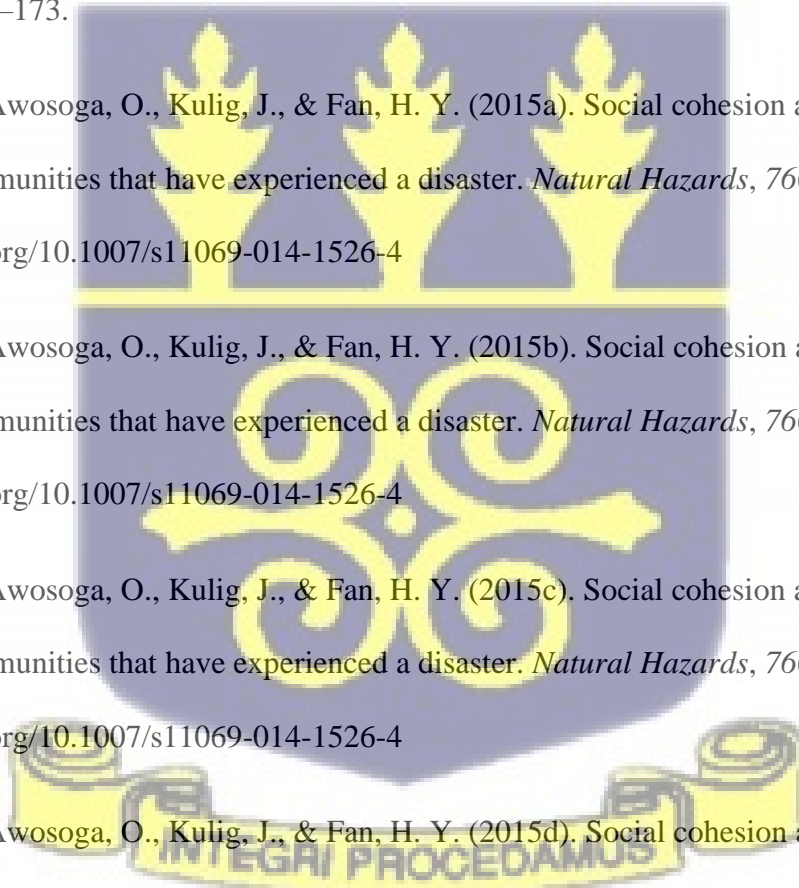 –173.
Awosoga, O., Kulig, J., & Fan, H. Y. (2015a). Social cohesion a
munities that have experienced a disaster. Natural Hazards, 76(
org/10.1007/s11069-014-1526-4
Awosoga, O., Kulig, J., & Fan, H. Y. (2015b). Social cohesion a
munities that have experienced a disaster. Natural Hazards, 76(
org/10.1007/s11069-014-1526-4
Awosoga, O., Kulig, J., & Fan, H. Y. (2015c). Social cohesion a
munities that have experienced a disaster. Natural Hazards, 76(
org/10.1007/s11069-014-1526-4
Awosoga, O., Kulig, J., & Fan, H. Y. (2015d). Social cohesion a
INTEGRI PROCEDAMUS